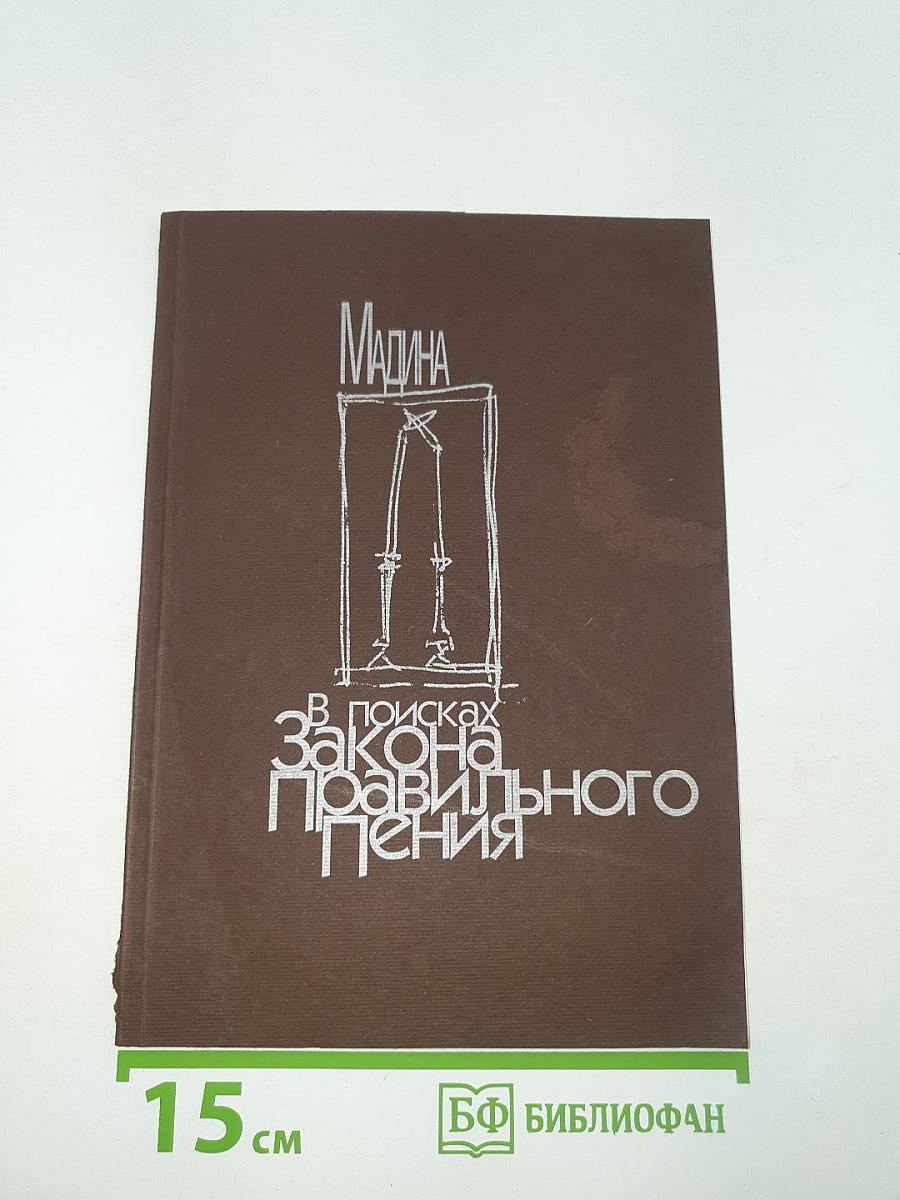 Мадина
В поисках
Закона
правильного
пения
15 см
БФ БИБЛИОФАН